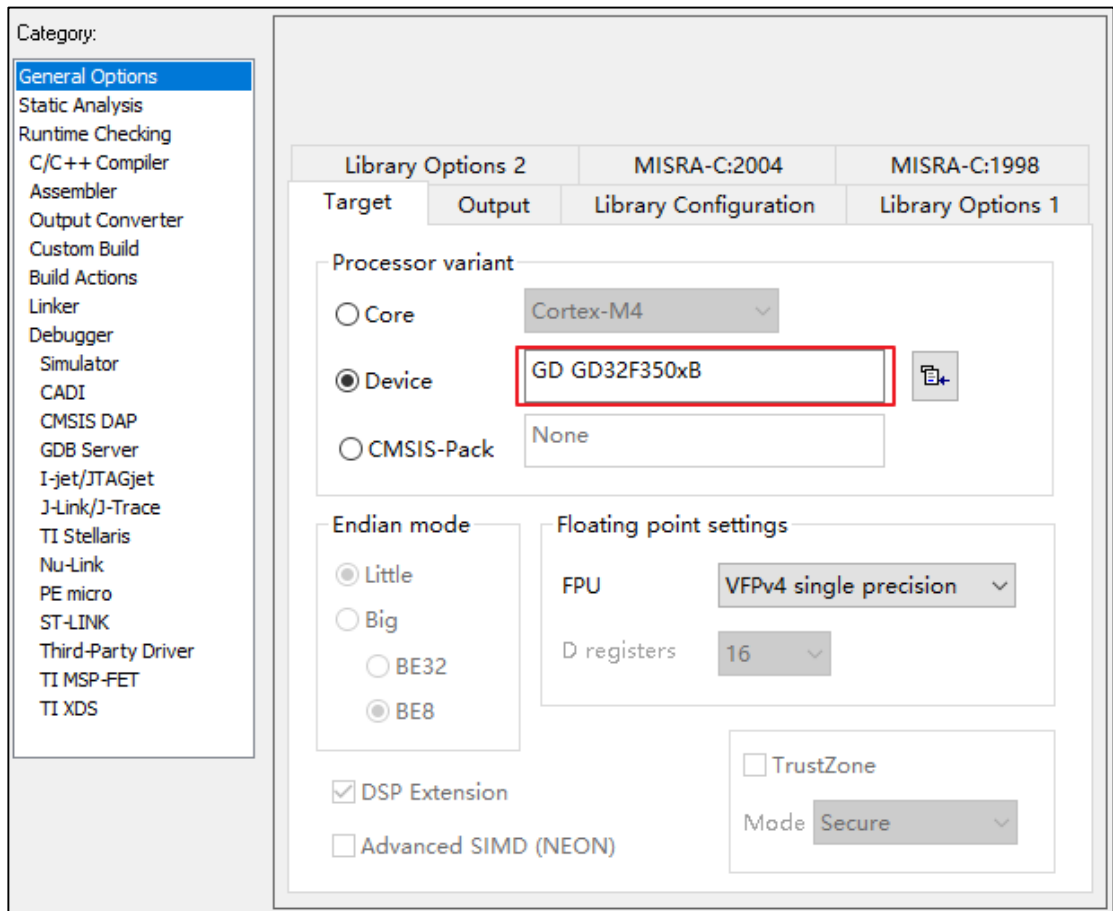 Category:
General Options
Static Analysis
Runtime Checking
C/C++ Compiler
Assembler
Output Converter
Custom Build
Build Actions
Linker
Debugger
Simulator
CADI
CMSIS DAP
GDB Server
I-jet/JTAGjet
J-Link/J-Trace
TI Stellaris
Nu-Link
PE micro
ST-LINK
Third-Party Driver
TI MSP-FET
TI XDS
Library Options 2 MISRA-C:2004 MISRA-C:1998
Target Output Library Configuration Library Options 1
Processor variant
Core Cortex-M4
Device GD GD32F350xB
CMSIS-Pack None
Endian mode
Little
Big
BE32
BE8
Floating point settings
FPU VFPv4 single precision
D registers 16
DSP Extension
Advanced SIMD (NEON)
TrustZone
Mode Secure